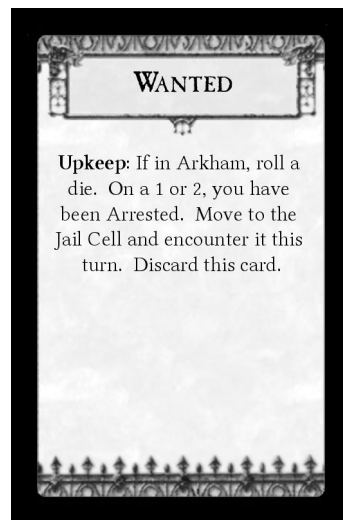 WANTED
Upkeep: If in Arkham, roll a
die.  On a 1 or 2, you have
been Arrested.  Move to the
Jail Cell and encounter it this
turn.  Discard this card.